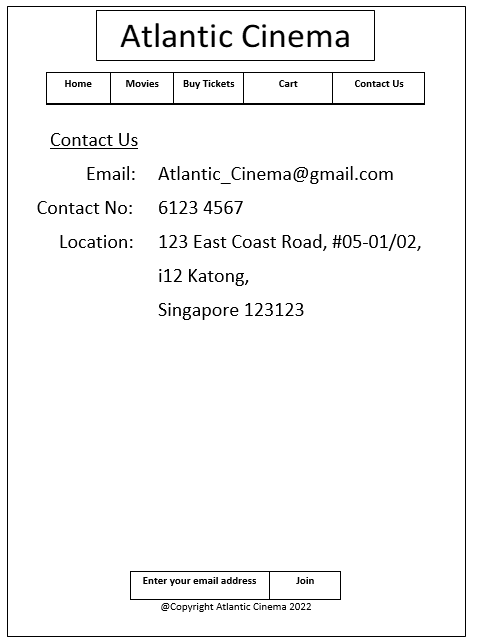 Atlantic Cinema
Home Movies Buy Tickets Cart Contact Us
Contact Us
Email: Atlantic_Cinema@gmail.com
Contact No: 6123 4567
Location: 123 East Coast Road, #05-01/02,
i12 Katong,
Singapore 123123
Enter your email address Join
@Copyright Atlantic Cinema 2022